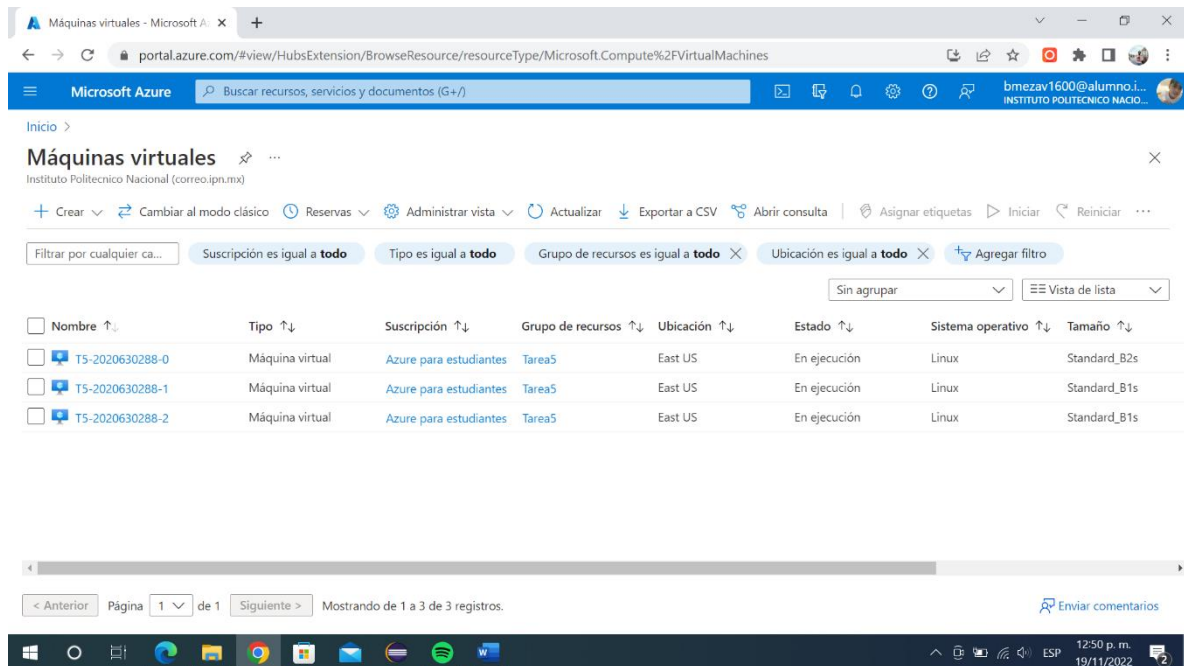 Máquinas virtuales - Microsoft A
portal.azure.com/#view/HubsExtension/BrowseResource/resourceType/Microsoft.Compute%2FVirtualMachines
Microsoft Azure
Buscar recursos, servicios y documentos (G+/)
bmezav1600@alumno.i...
INSTITUTO POLITECNICO NACIO...
Inicio >
Máquinas virtuales ...
Instituto Politecnico Nacional (correo.ipn.mx)
+ Crear Cambiar al modo clásico Reservas Administrar vista Actualizar Exportar a CSV Abrir consulta Asignar etiquetas Iniciar Reiniciar ...
Filtrar por cualquier ca... Suscripción es igual a todo Tipo es igual a todo Grupo de recursos es igual a todo Ubicación es igual a todo Agregar filtro
Sin agrupar Vista de lista
Nombre Tipo Suscripción Grupo de recursos Ubicación Estado Sistema operativo Tamaño
T5-2020630288-0 Máquina virtual Azure para estudiantes Tarea5 East US En ejecución Linux Standard_B2s
T5-2020630288-1 Máquina virtual Azure para estudiantes Tarea5 East US En ejecución Linux Standard_B1s
T5-2020630288-2 Máquina virtual Azure para estudiantes Tarea5 East US En ejecución Linux Standard_B1s
< Anterior Página 1 de 1 Siguiente > Mostrando de 1 a 3 de 3 registros. Enviar comentarios
ESP 12:50 p. m.
19/11/2022 2